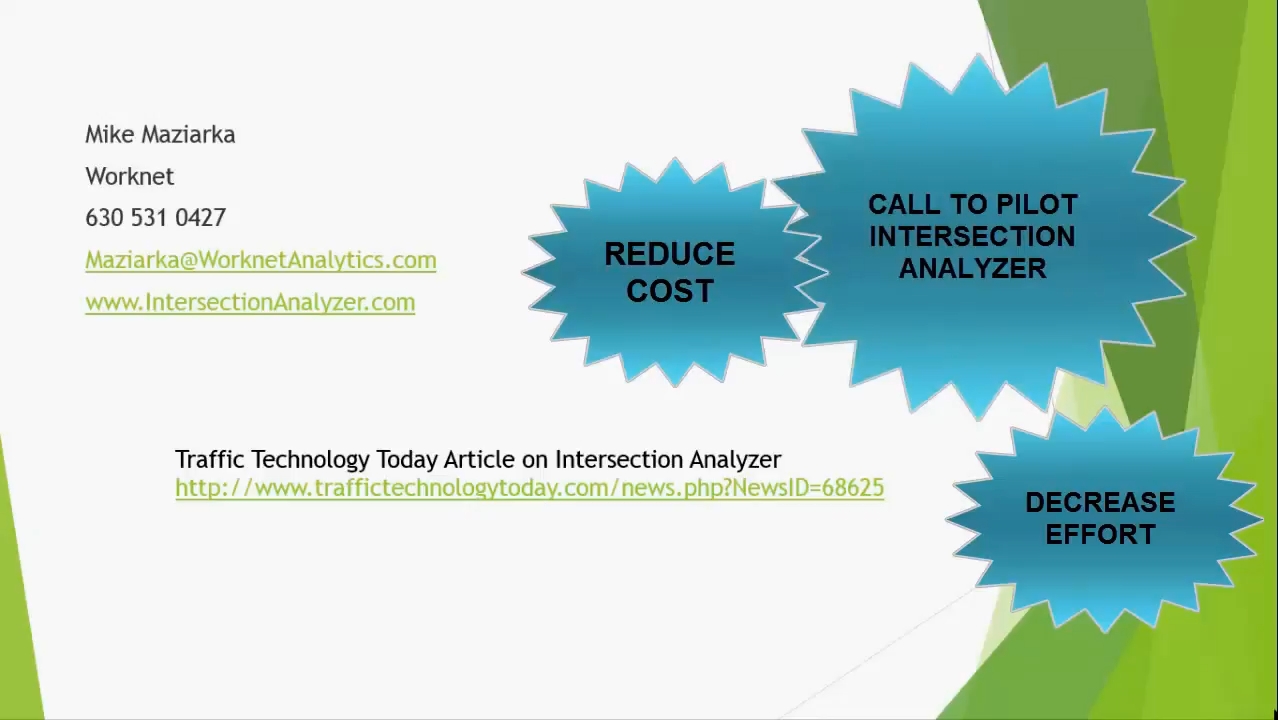 Mike Maziarka
Worknet
630 531 0427
Maziarka@WorknetAnalytics.com
www.IntersectionAnalyzer.com
REDUCE
COST
CALL TO PILOT
INTERSECTION
ANALYZER
Traffic Technology Today Article on Intersection Analyzer
http://www.traffictechnologytoday.com/news.php?NewsID=68625
DECREASE
EFFORT